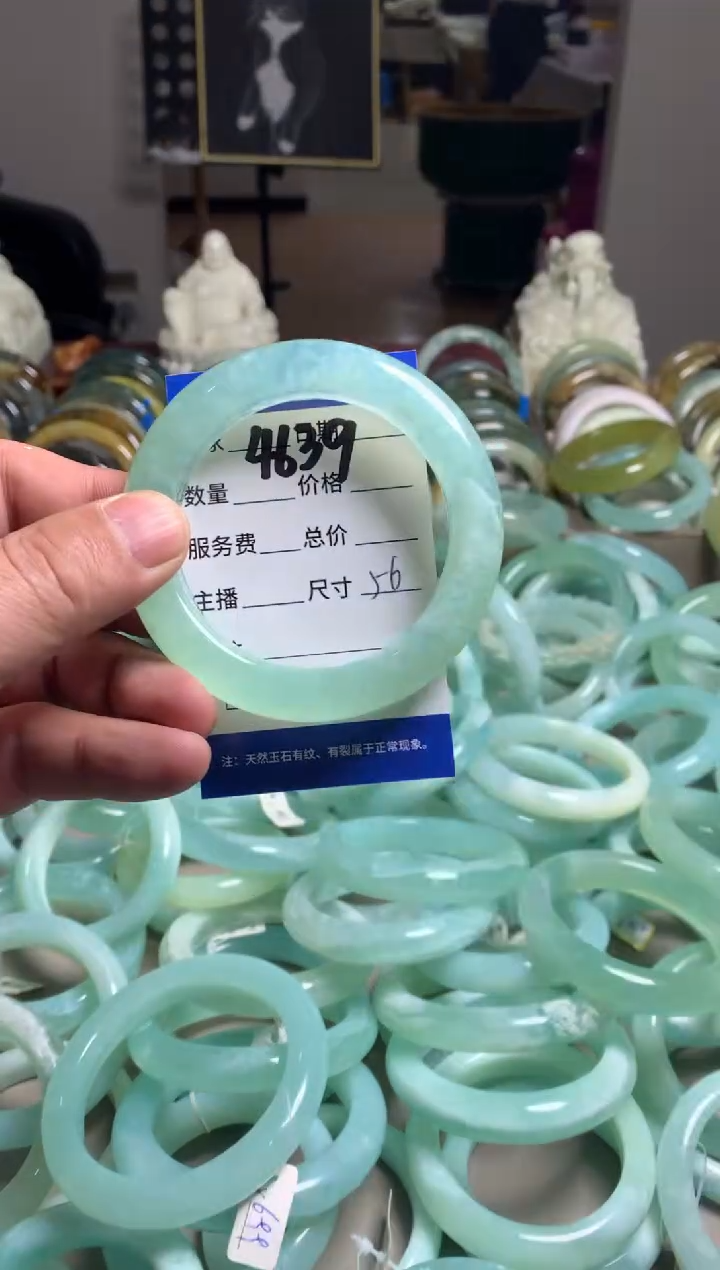 4639
数量 价格
服务费 总价
主播 尺寸 56
注：天然玉石有纹、有裂属于正常现象。